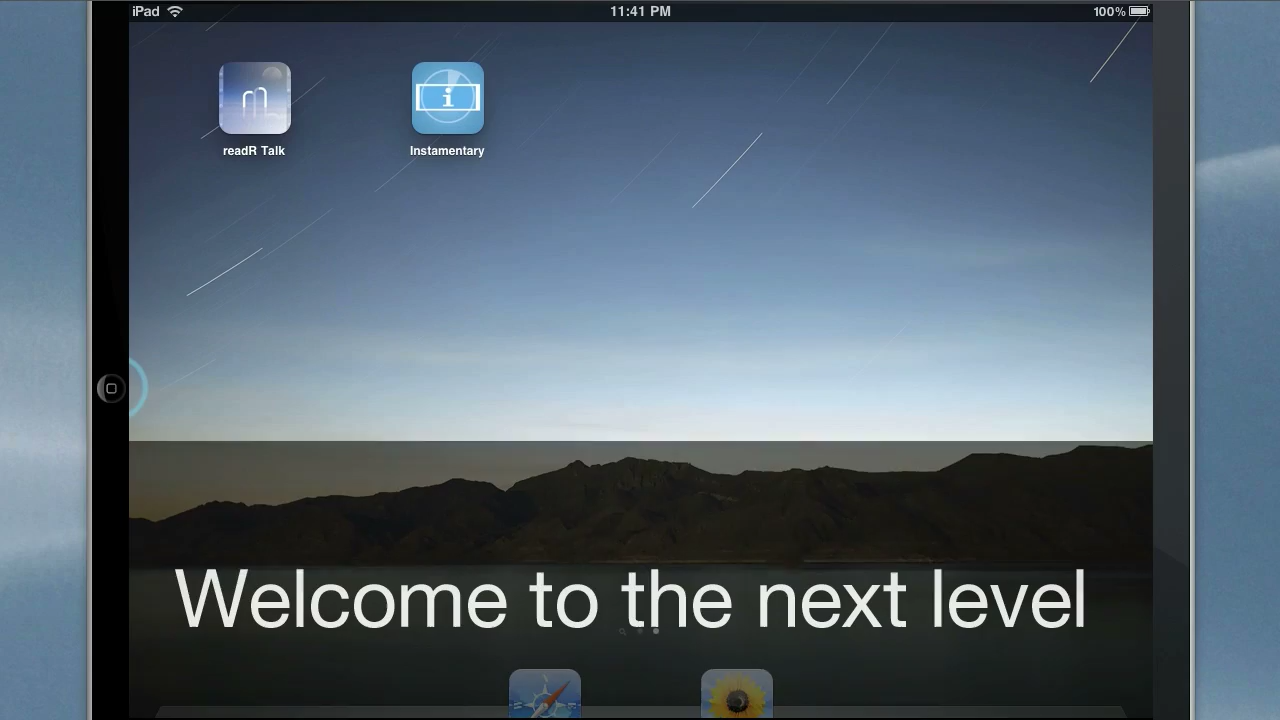 iPad 11:41 PM 100%
readR Talk Instamentary
Welcome to the next level